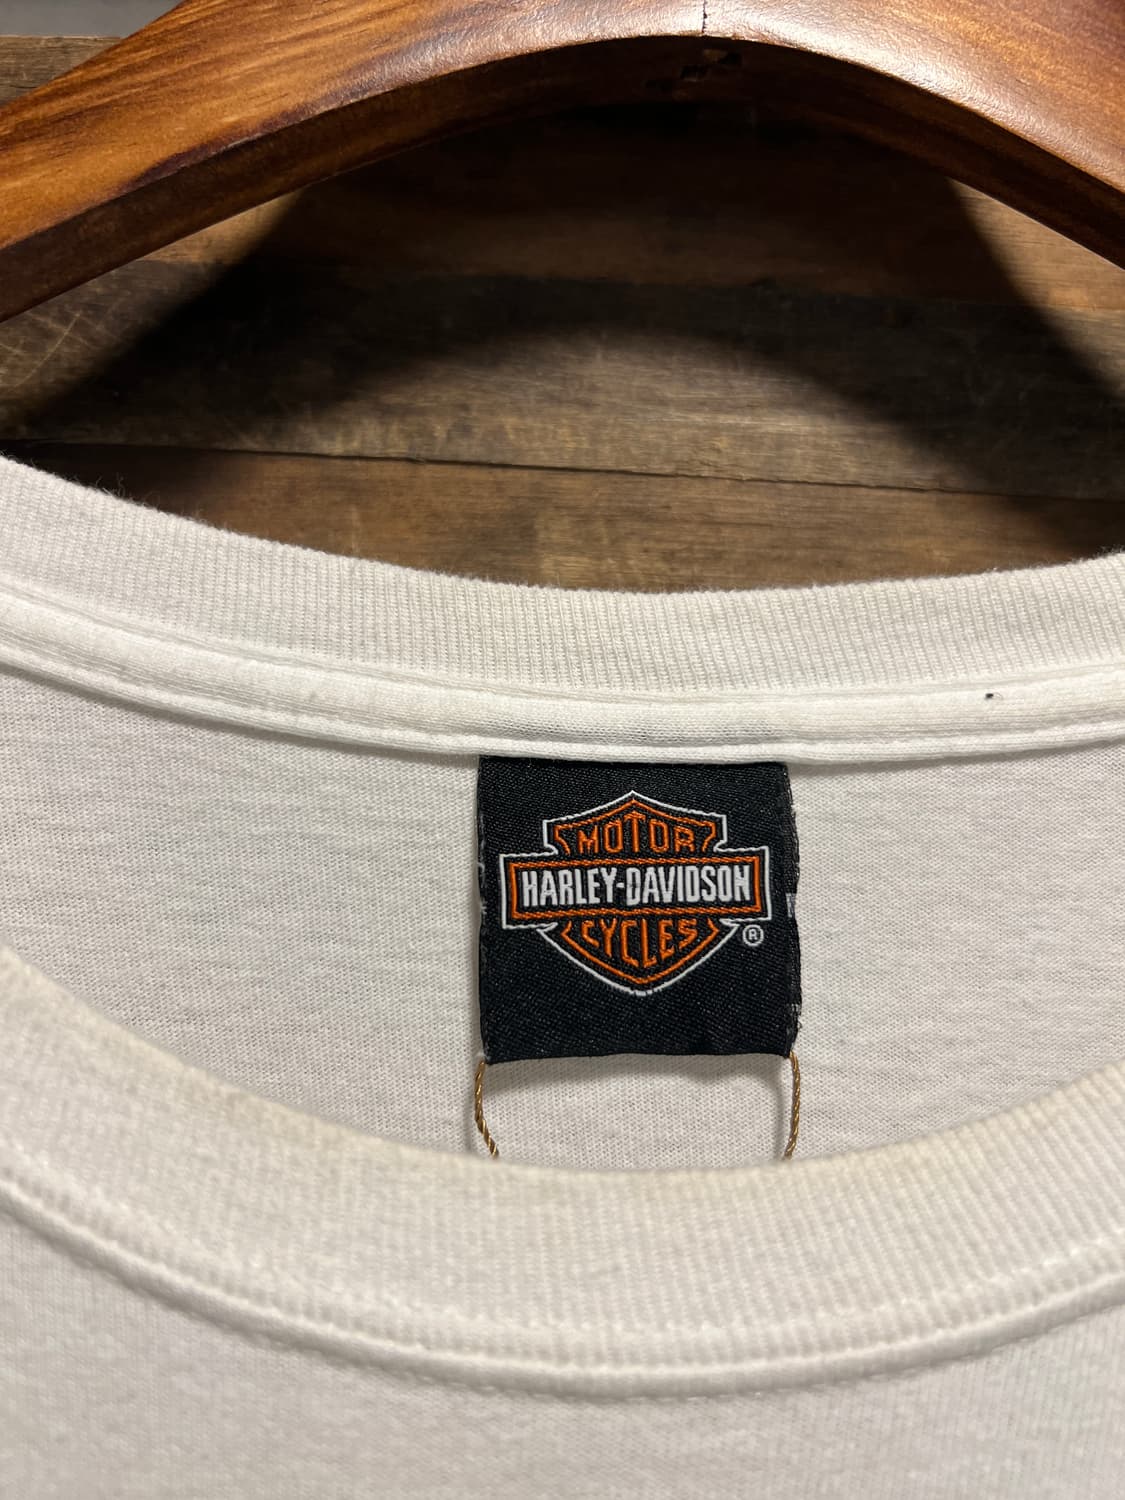 MOTOR
HARLEY-DAVIDSON
CYCLES
®